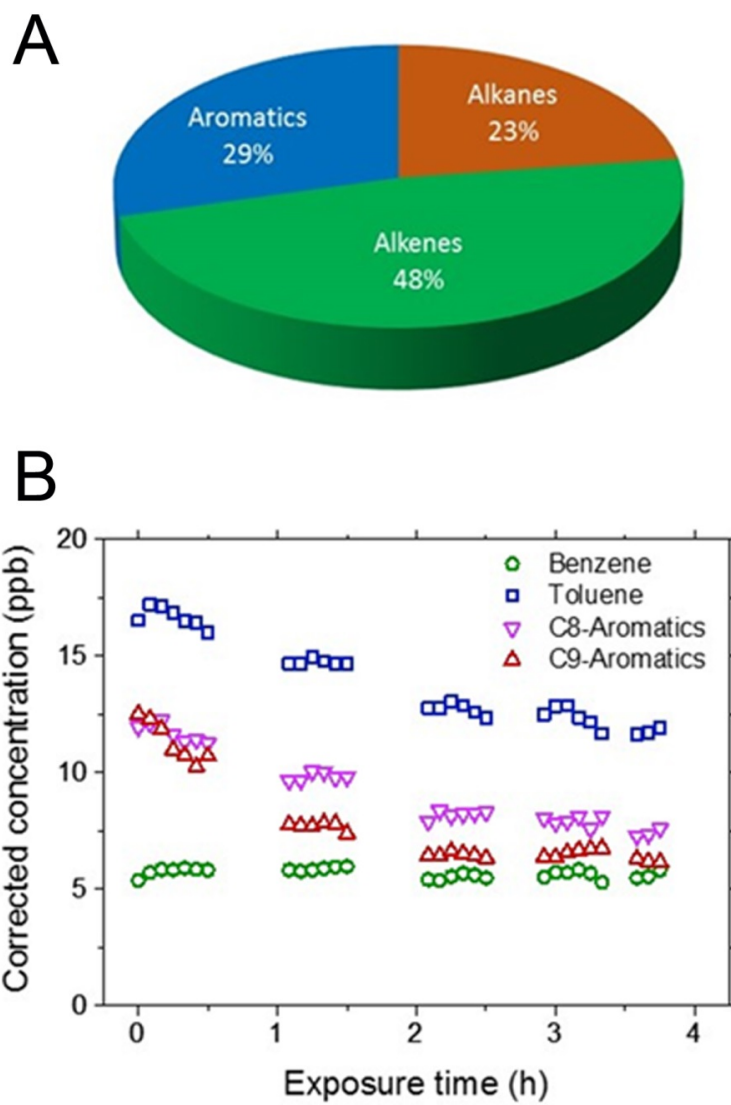 A
Aromatics
29%
Alkanes
23%
Alkenes
48%
B
Corrected concentration (ppb)
20
15
10
5
0
Benzene
Toluene
C8-Aromatics
C9-Aromatics
0 1 2 3 4
Exposure time (h)